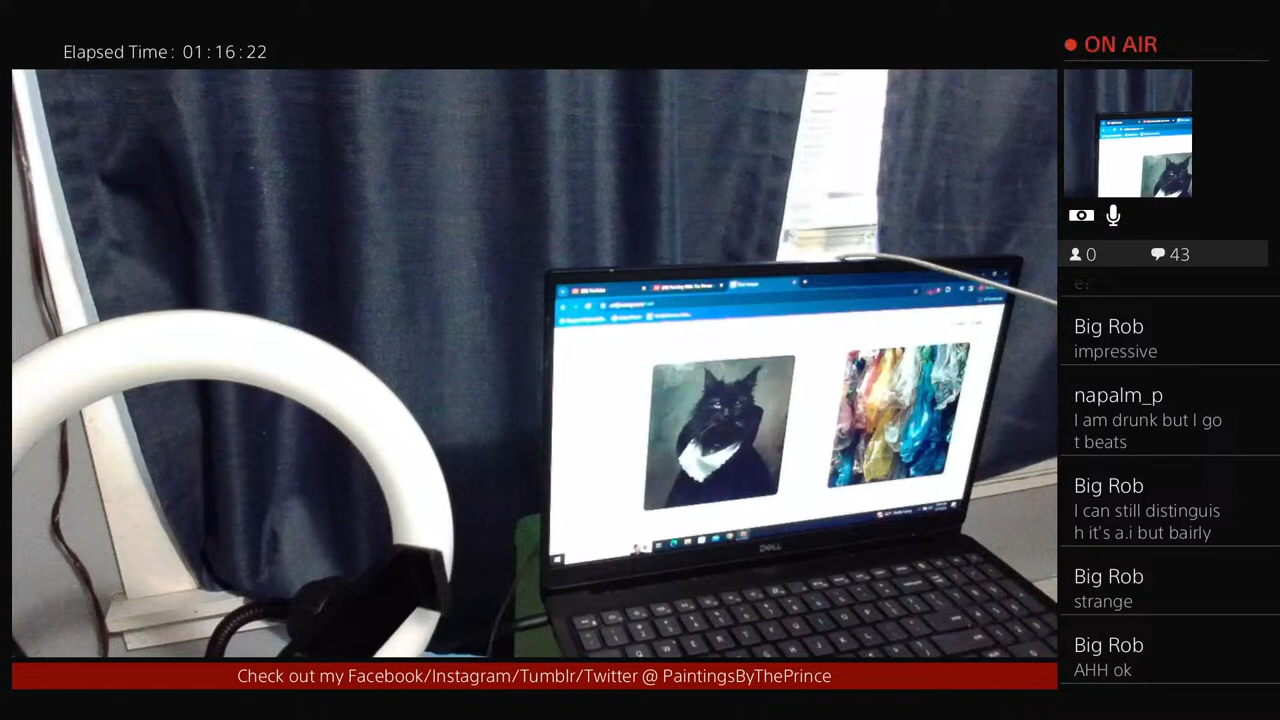 Elapsed Time: 01:16:22
ON AIR
0
43
Big Rob
impressive
napalm_p
I am drunk but I go
t beats
Big Rob
I can still distinguis
h it's a.i but bairly
Big Rob
strange
Big Rob
AHH ok
DELL
Check out my Facebook/Instagram/Tumblr/Twitter @ PaintingsByThePrince